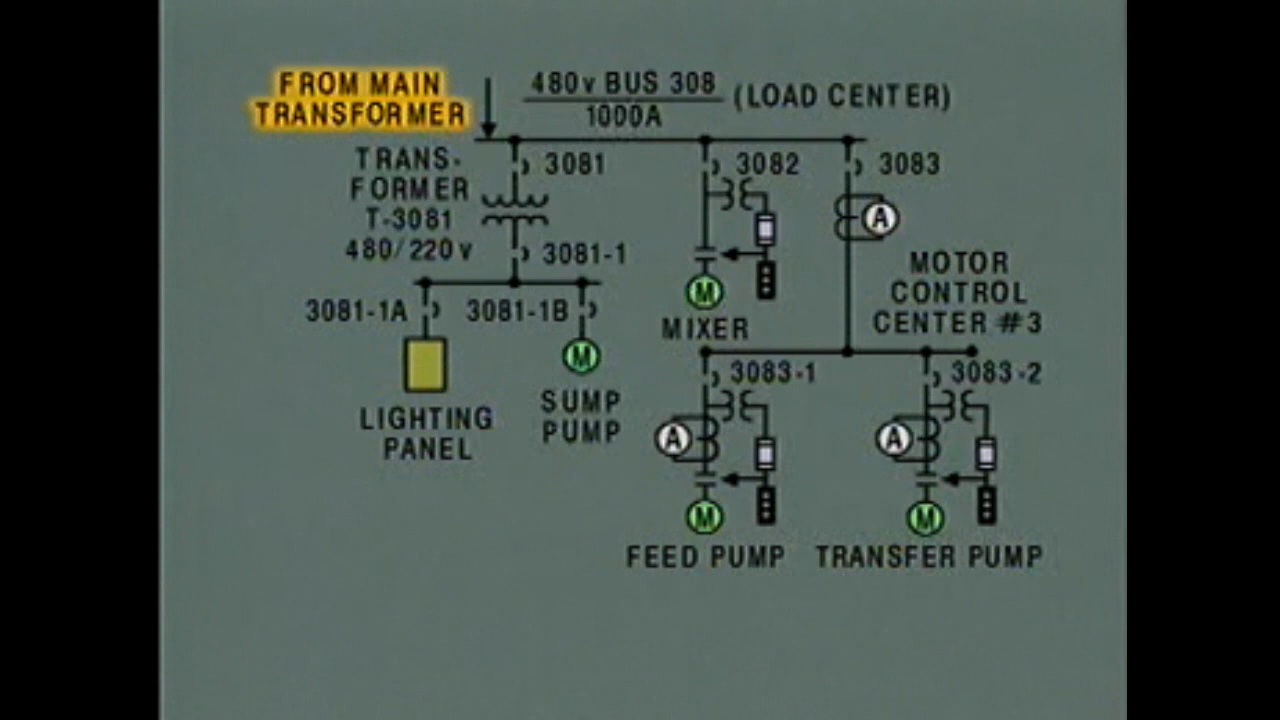 FROM MAIN
TRANSFORMER
480v BUS 308
1000A
(LOAD CENTER)
TRANS-
FORMER
T-3081
480/220v
3081
3082
3083
A
3081-1
MOTOR
CONTROL
CENTER #3
M
MIXER
3081-1A
3081-1B
M
LIGHTING
PANEL
SUMP
PUMP
3083-1
3083-2
A
A
M
M
FEED PUMP
TRANSFER PUMP